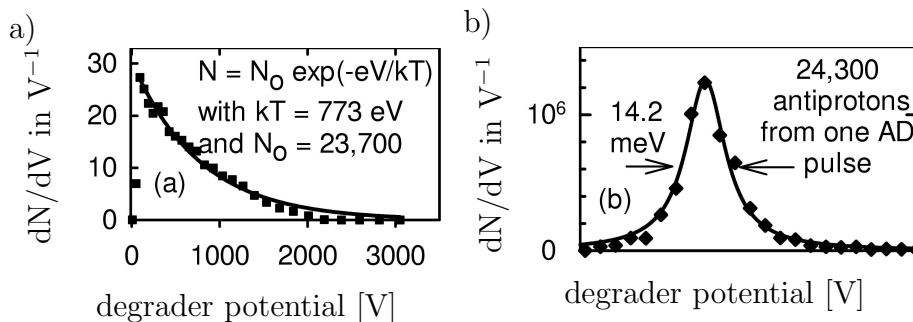 a)
dN/dV in V⁻¹
30
20
10
0
N = N₀ exp(-eV/kT)
with kT = 773 eV
and N₀ = 23,700
(a)
0 1000 2000 3000
degrader potential [V]
b)
dN/dV in V⁻¹
10⁶
0
14.2
meV
24,300
antiprotons
from one AD
pulse
(b)
degrader potential [V]